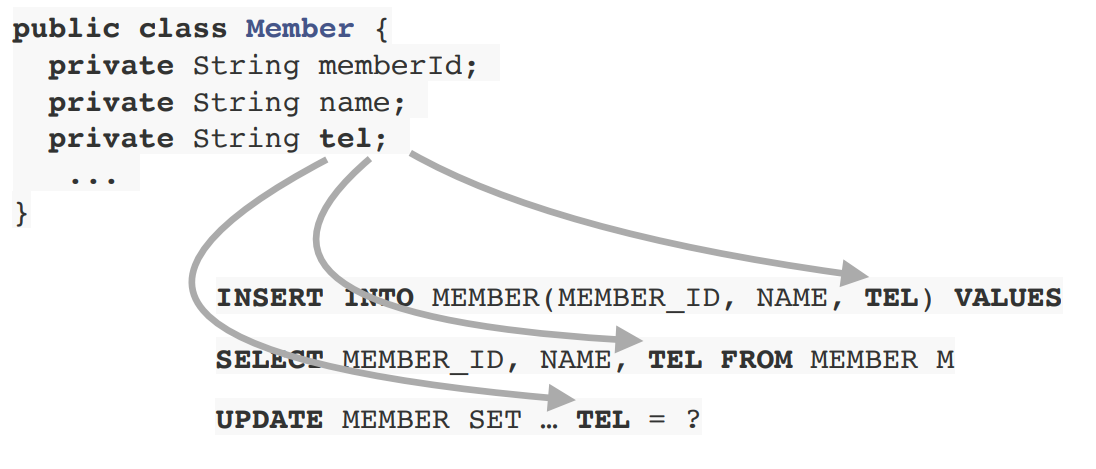 public class Member {
private String memberId;
private String name;
private String tel;
...
}
INSERT INTO MEMBER(MEMBER_ID, NAME, TEL) VALUES
SELECT MEMBER_ID, NAME, TEL FROM MEMBER M
UPDATE MEMBER SET … TEL = ?